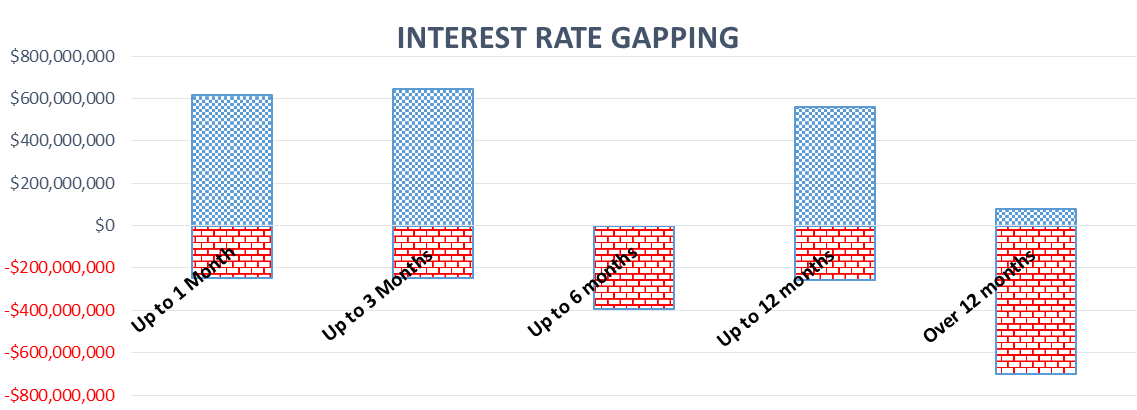 INTEREST RATE GAPPING
$800,000,000
$600,000,000
$400,000,000
$200,000,000
$0
-$200,000,000
-$400,000,000
-$600,000,000
-$800,000,000
Up to 1 Month
Up to 3 Months
Up to 6 months
Up to 12 months
Over 12 months